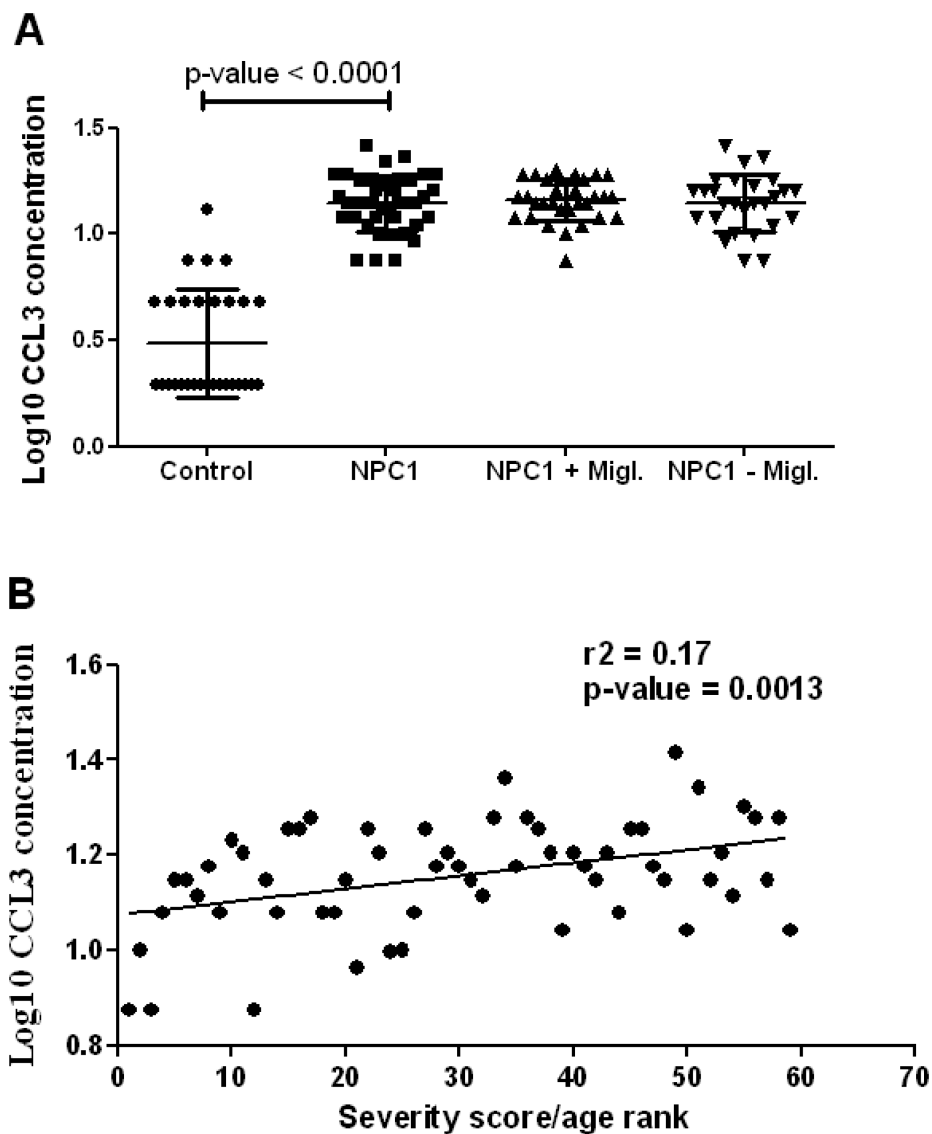 A
p-value < 0.0001
Log10 CCL3 concentration
1.5
1.0
0.5
0.0
Control NPC1 NPC1 + Migl. NPC1 - Migl.
B
r2 = 0.17
p-value = 0.0013
Log10 CCL3 concentration
1.6
1.4
1.2
1.0
0.8
0 10 20 30 40 50 60 70
Severity score/age rank